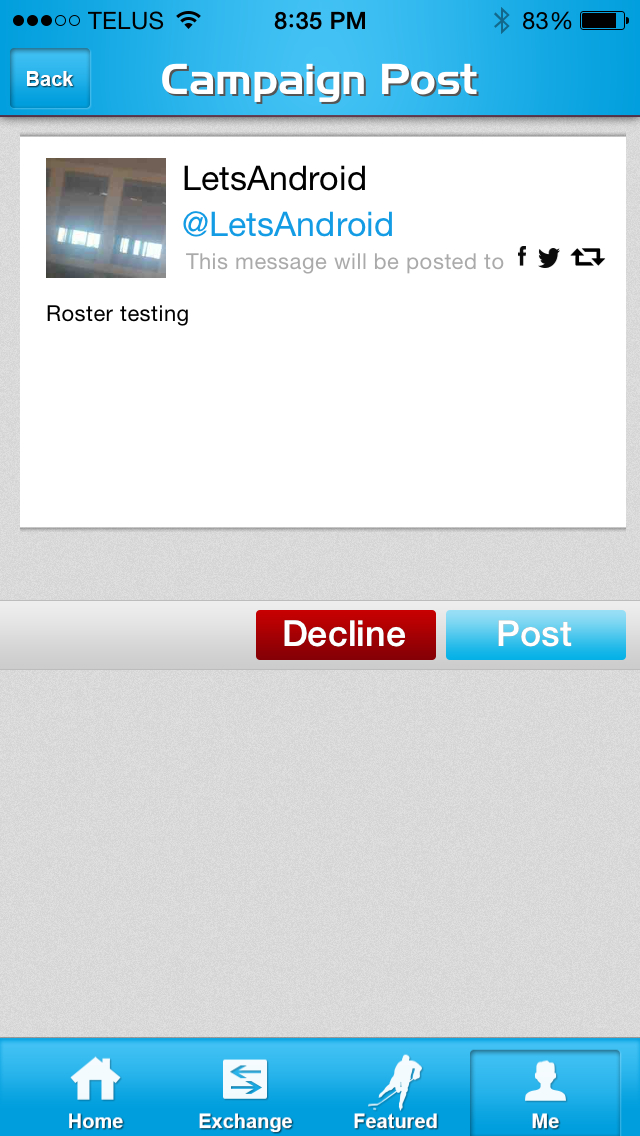 TELUS 8:35 PM 83%
Back Campaign Post
LetsAndroid
@LetsAndroid
This message will be posted to
Roster testing
Decline Post
Home Exchange Featured Me